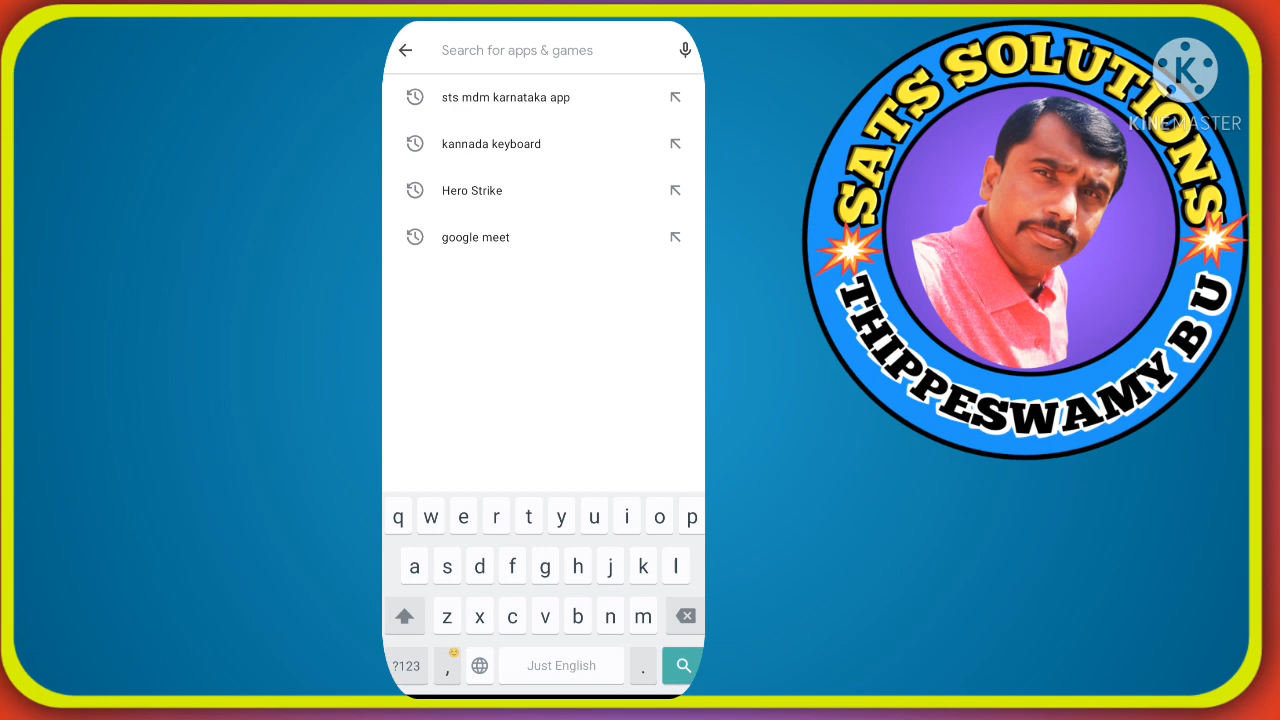 Search for apps & games
sts mdm karnataka app
kannada keyboard
Hero Strike
google meet
q w e r t y u i o p
a s d f g h j k l
z x c v b n m
?123 , Just English .
SATS SOLUTIONS
THIPPESWAMY B U
K
KINEMASTER